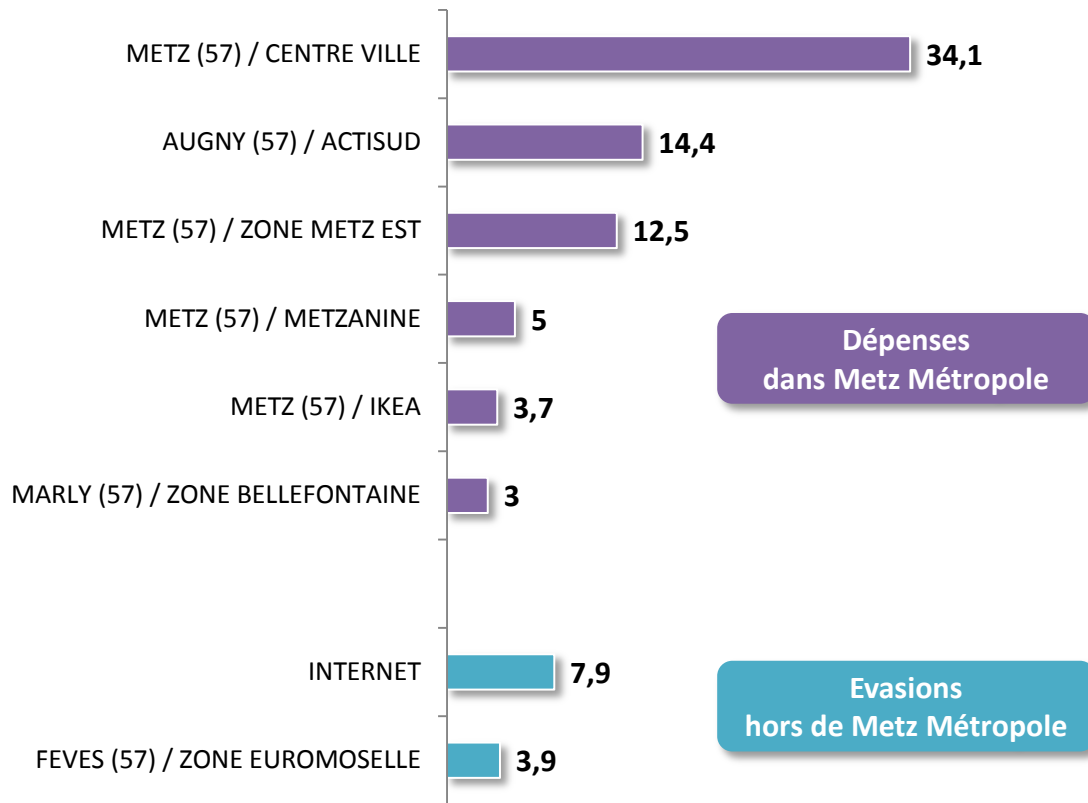 METZ (57) / CENTRE VILLE 34,1
AUGNY (57) / ACTISUD 14,4
METZ (57) / ZONE METZ EST 12,5
METZ (57) / METZANINE 5
METZ (57) / IKEA 3,7
MARLY (57) / ZONE BELLEFONTAINE 3
Dépenses
dans Metz Métropole
INTERNET 7,9
FEVES (57) / ZONE EUROMOSELLE 3,9
Evasions
hors de Metz Métropole